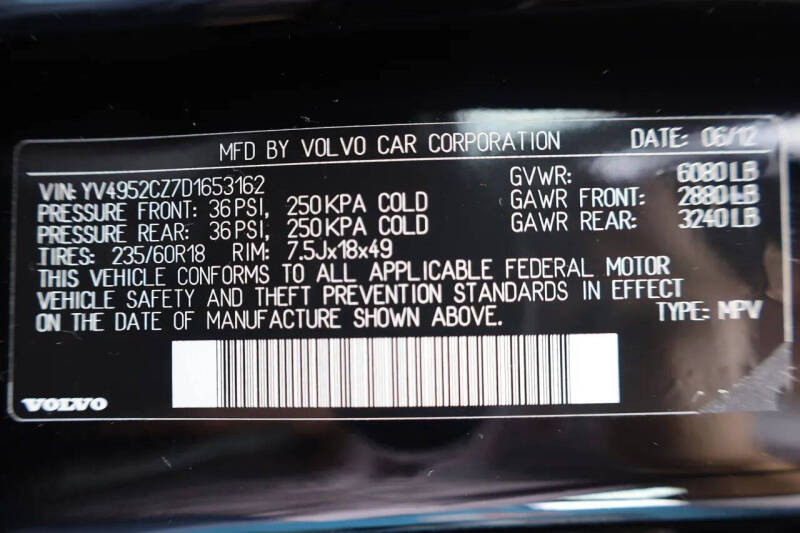 MFD BY VOLVO CAR CORPORATION DATE: 06/12
VIN: YV4952CZ7D1653162 GVWR: 6080 LB
PRESSURE FRONT: 36 PSI, 250 KPA COLD GAWR FRONT: 2880 LB
PRESSURE REAR: 36 PSI, 250 KPA COLD GAWR REAR: 3240 LB
TIRES: 235/60R18 RIM: 7.5Jx18x49
THIS VEHICLE CONFORMS TO ALL APPLICABLE FEDERAL MOTOR
VEHICLE SAFETY AND THEFT PREVENTION STANDARDS IN EFFECT
ON THE DATE OF MANUFACTURE SHOWN ABOVE. TYPE: MPV
VOLVO